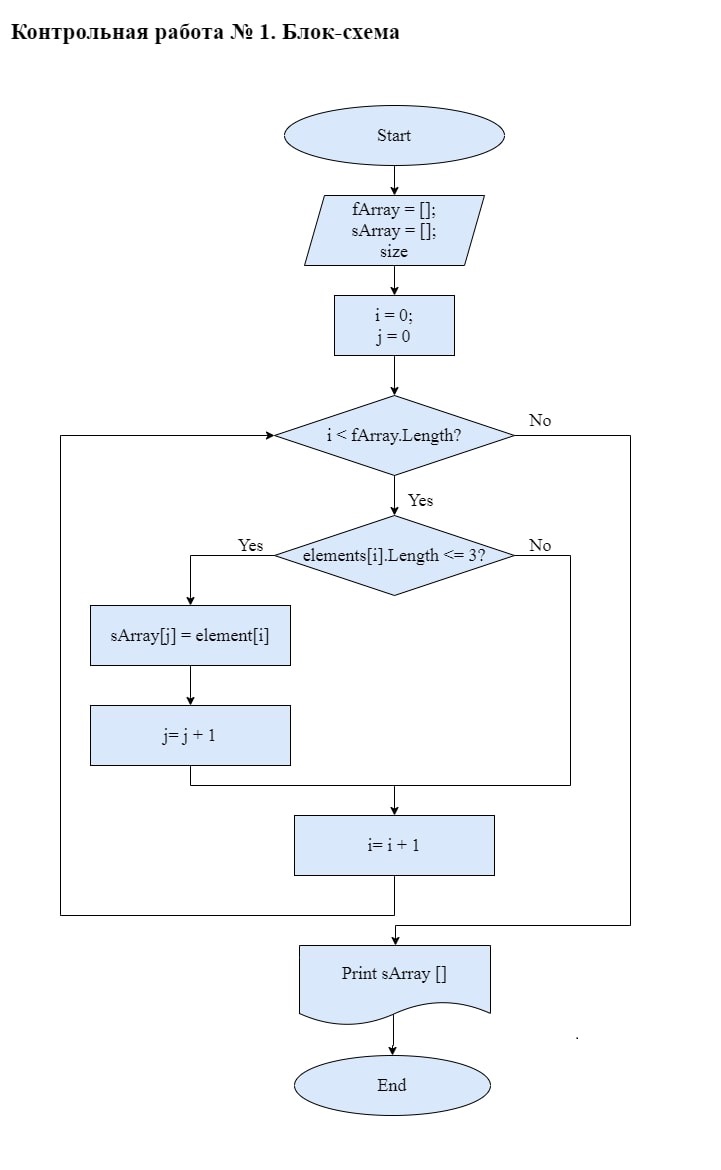 Контрольная работа № 1. Блок-схема
Start
fArray = [];
sArray = [];
size
i = 0;
j = 0
i < fArray.Length?
No
Yes
Yes
elements[i].Length <= 3?
No
sArray[j] = element[i]
j= j + 1
i= i + 1
Print sArray []
End